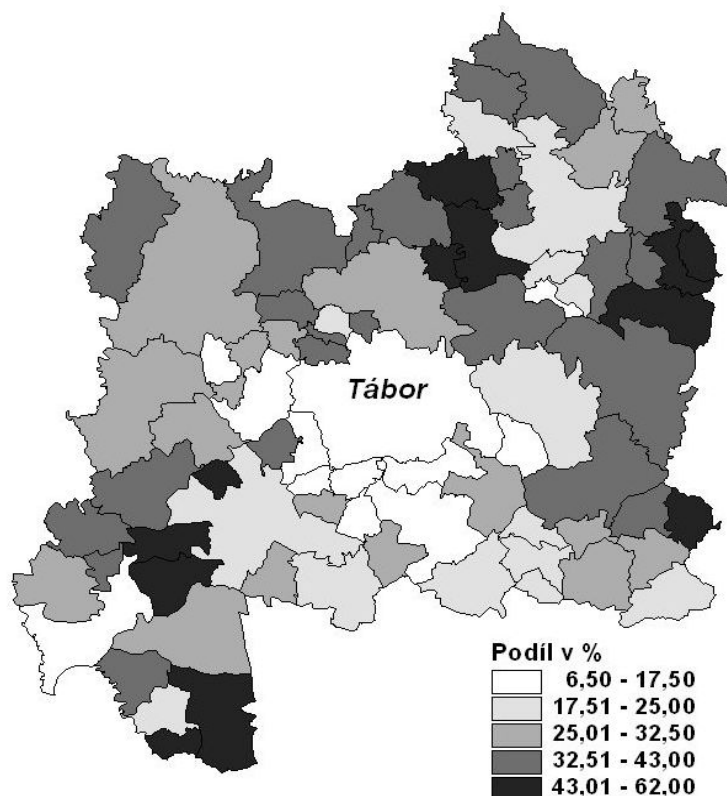 Tábor
Podíl v %
6,50 - 17,50
17,51 - 25,00
25,01 - 32,50
32,51 - 43,00
43,01 - 62,00